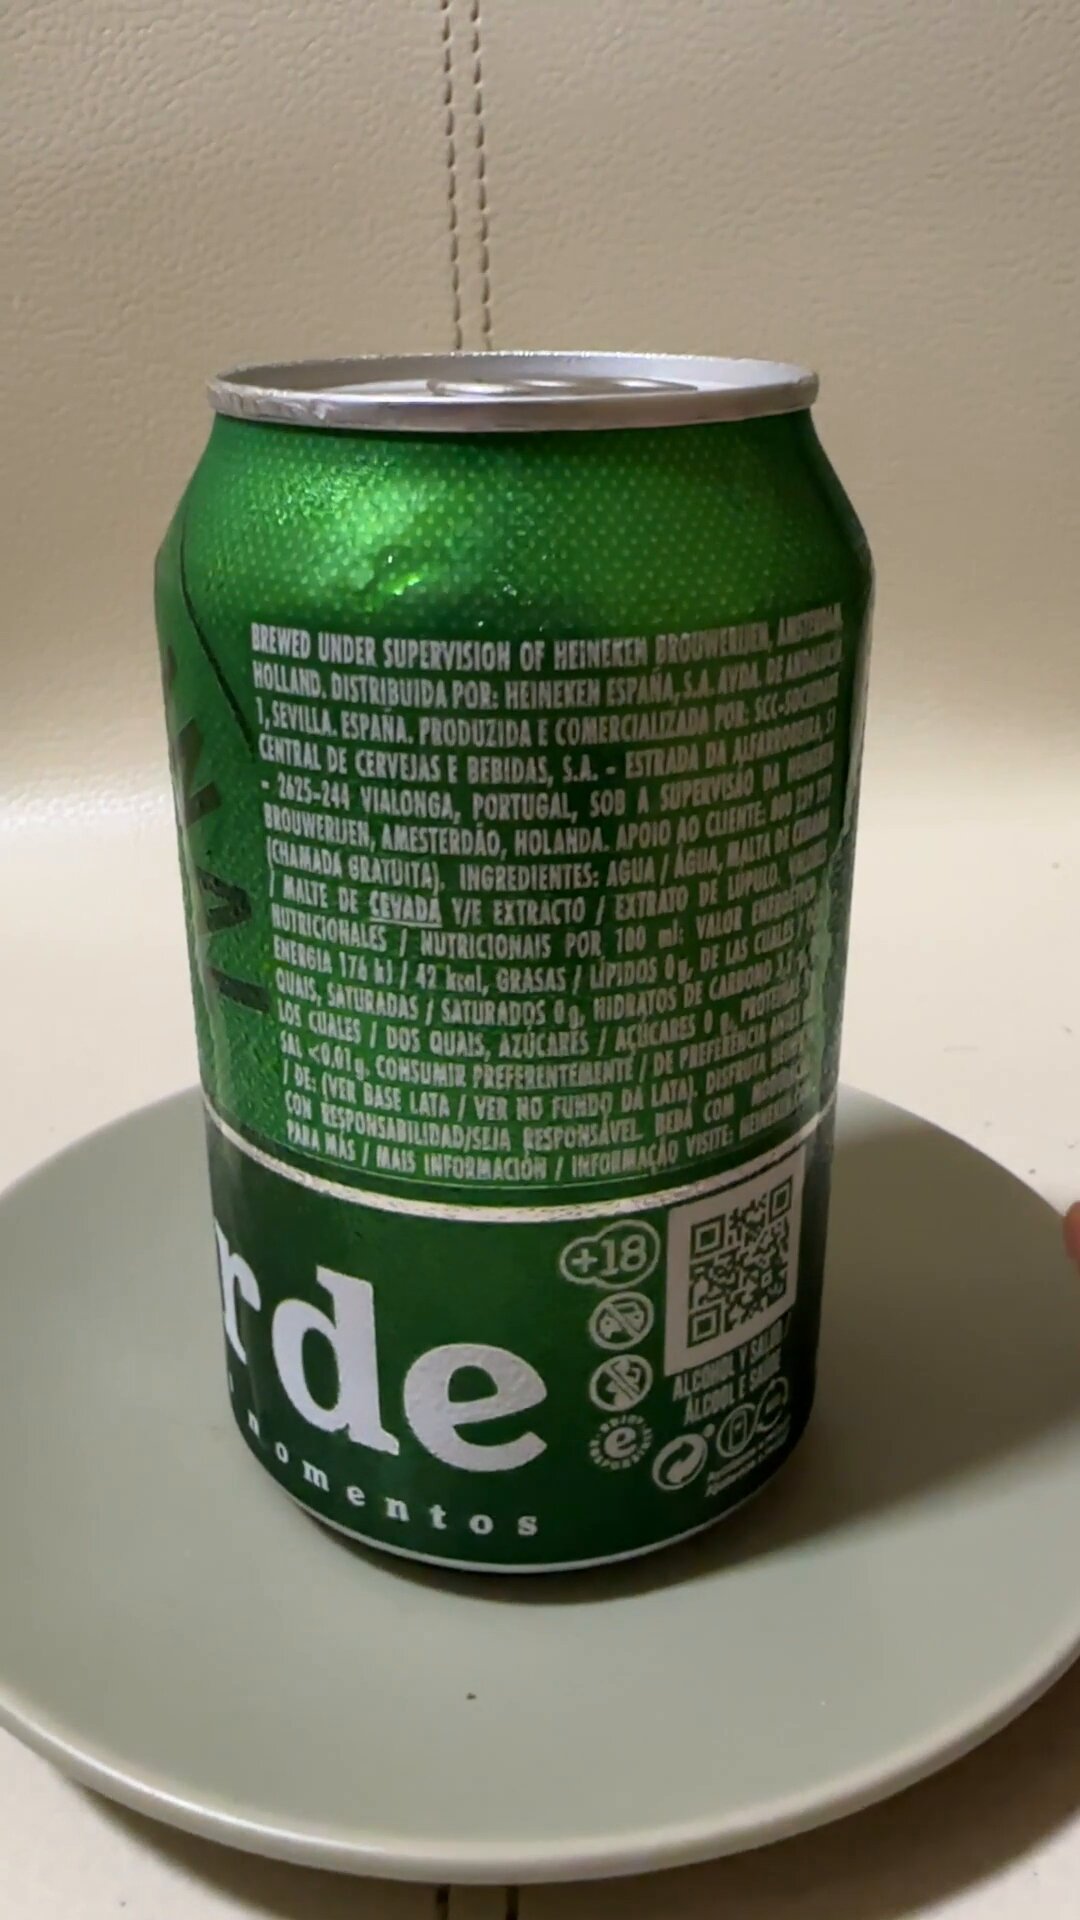 BREWED UNDER SUPERVISION OF HEINEKEN BROUWERIJEN, AMSTERDAM,
HOLLAND. DISTRIBUIDA POR: HEINEKEN ESPAÑA, S.A. AVDA. DE ANDALUCÍA
1, SEVILLA. ESPAÑA. PRODUZIDA E COMERCIALIZADA POR: SCC-SOCIEDADE
CENTRAL DE CERVEJAS E BEBIDAS, S.A. - ESTRADA DA ALFARROBEIRA,
- 2625-244 VIALONGA, PORTUGAL, SOB A SUPERVISÃO DA HEINEKEN
BROUWERIJEN, AMESTERDÃO, HOLANDA. APOIO AO CLIENTE:
(CHAMADA GRATUITA). INGREDIENTES: AGUA / ÁGUA, MALTA DE CEBADA
/ MALTE DE CEVADA Y/E EXTRACTO / EXTRATO DE LÚPULO. VALORES
NUTRICIONALES / NUTRICIONAIS POR 100 ml: VALOR ENERGÉTICO
ENERGIA 176 kJ / 42 kcal, GRASAS / LÍPIDOS 0g, DE LAS CUALES /
QUAIS, SATURADAS / SATURADOS 0 g, HIDRATOS DE CARBONO
LOS CUALES / DOS QUAIS, AZÚCARES / AÇÚCARES 0 g,
SAL <0,01g. CONSUMIR PREFERENTEMENTE / DE PREFERENCIA ANTES
/ DE: (VER BASE LATA / VER NO FUNDO DA LATA). DISFRUTA
CON RESPONSABILIDAD/SEJA RESPONSÁVEL. BEBA COM
PARA MÁS / MAIS INFORMACIÓN / INFORMAÇÃO VISITE:
rde
momentos
+18
ALCOHOL Y SALUD /
ÁLCOOL E SAÚDE
e